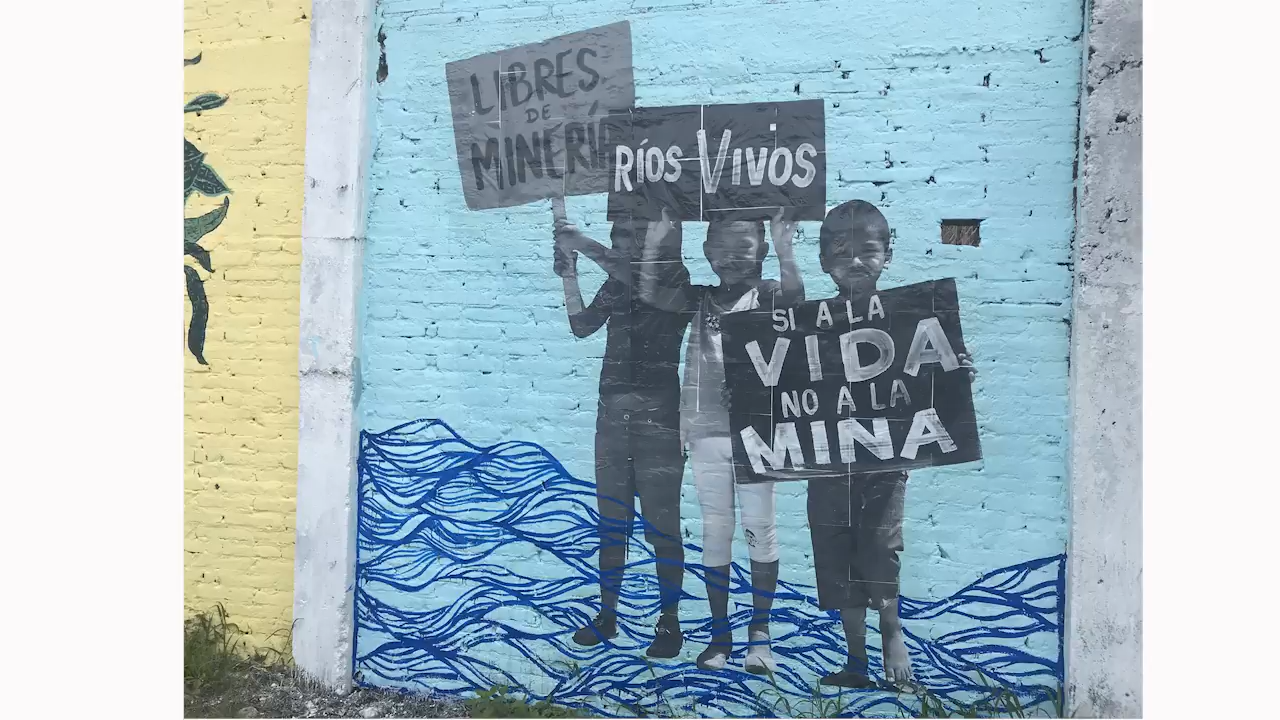 LIBRES
DE
MINERÍA
RÍOS VIVOS
SI A LA
VIDA
NO A LA
MINA